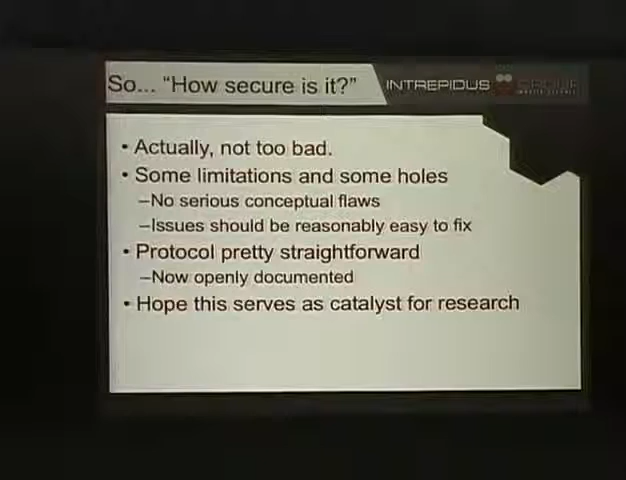 So... “How secure is it?”
INTREPIDUS GROUP
• Actually, not too bad.
• Some limitations and some holes
–No serious conceptual flaws
–Issues should be reasonably easy to fix
• Protocol pretty straightforward
–Now openly documented
• Hope this serves as catalyst for research